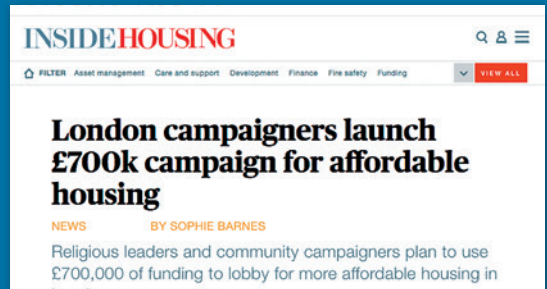 INSIDEHOUSING
FILTER Asset management Care and support Development Finance Fire safety Funding VIEW ALL
London campaigners launch
£700k campaign for affordable
housing
NEWS BY SOPHIE BARNES
Religious leaders and community campaigners plan to use
£700,000 of funding to lobby for more affordable housing in